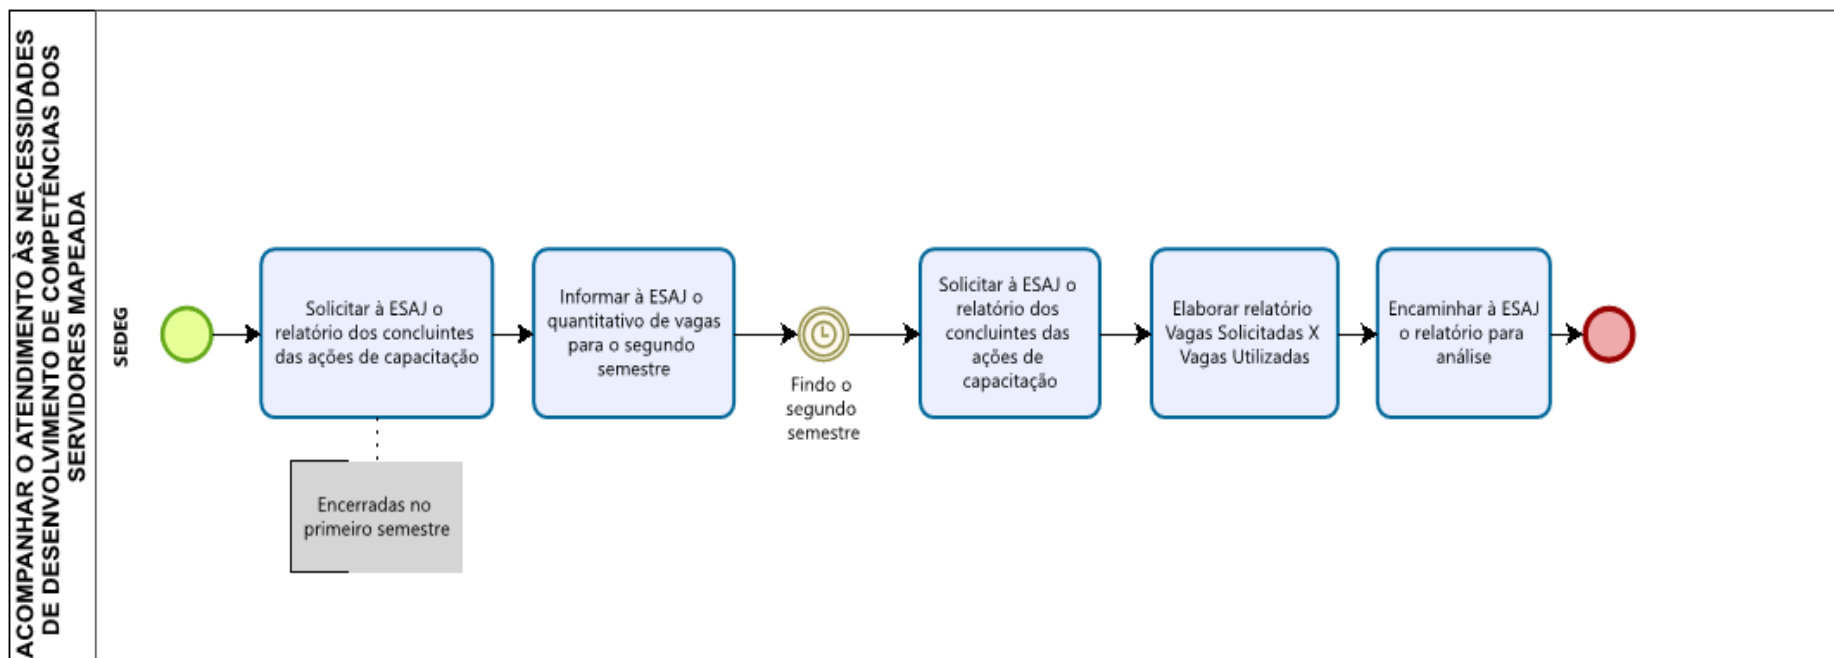 ACOMPANHAR O ATENDIMENTO ÀS NECESSIDADES
DE DESENVOLVIMENTO DE COMPETÊNCIAS DOS
SERVIDORES MAPEADA
SEDEG
Solicitar à ESAJ o
relatório dos concluintes
das ações de capacitação
Encerradas no
primeiro semestre
Informar à ESAJ o
quantitativo de vagas
para o segundo
semestre
Findo o
segundo
semestre
Solicitar à ESAJ o
relatório dos
concluintes das
ações de
capacitação
Elaborar relatório
Vagas Solicitadas X
Vagas Utilizadas
Encaminhar à ESAJ
o relatório para
análise